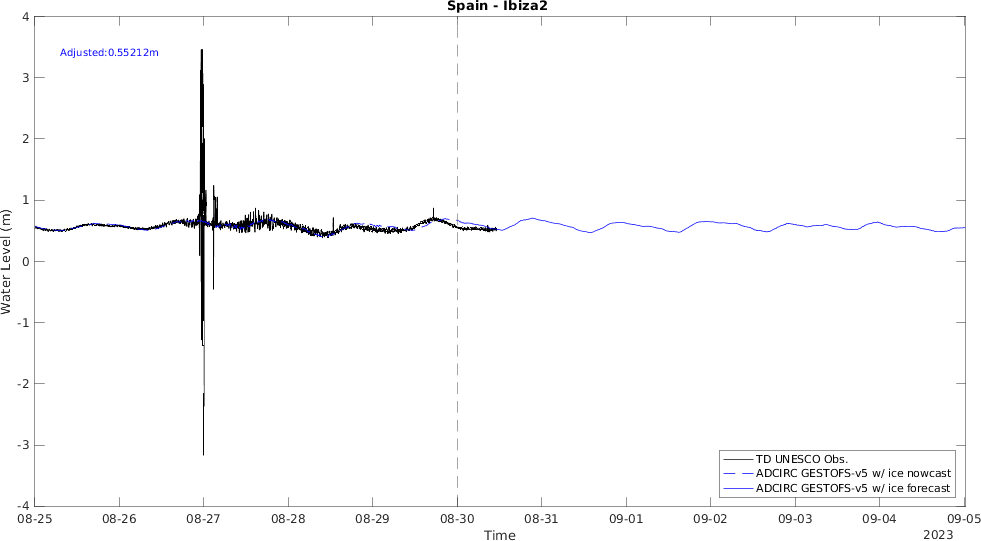 Spain - Ibiza2
Adjusted:0.55212m
Water Level (m)
4
3
2
1
0
-1
-2
-3
-4
TD UNESCO Obs.
ADCIRC GESTOFS-v5 w/ ice nowcast
ADCIRC GESTOFS-v5 w/ ice forecast
08-25 08-26 08-27 08-28 08-29 08-30 08-31 09-01 09-02 09-03 09-04 09-05
Time
2023